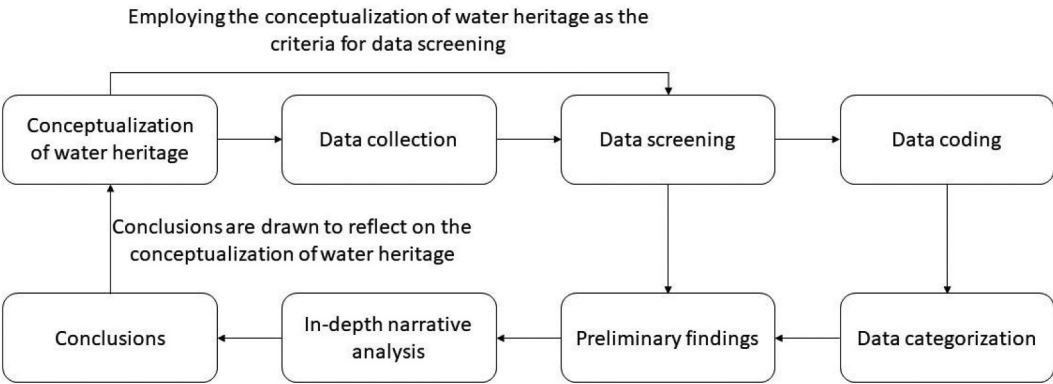 Employing the conceptualization of water heritage as the
criteria for data screening
Conceptualization
of water heritage
Data collection
Data screening
Data coding
Conclusions are drawn to reflect on the
conceptualization of water heritage
Conclusions
In-depth narrative
analysis
Preliminary findings
Data categorization